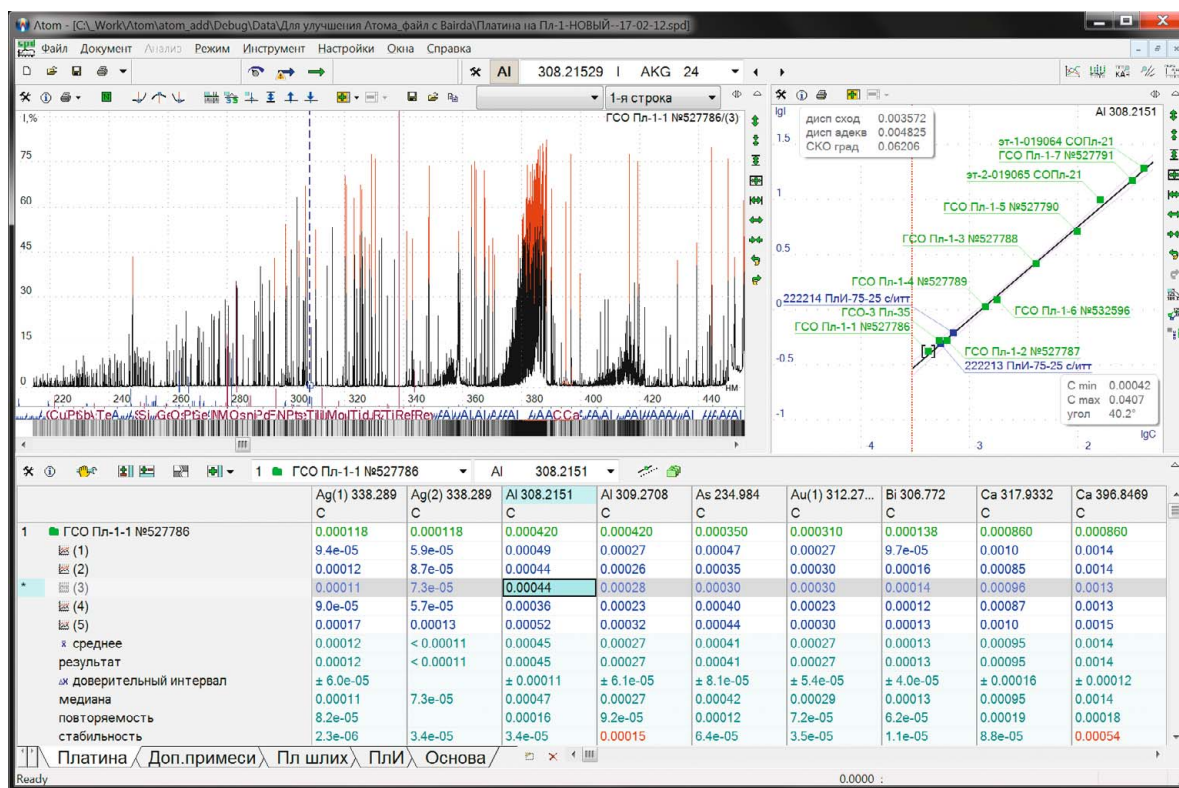 Атом - [C:\_Work\Atom\atom_add\Debug\Data\Для улучшения Атома_файл с Bairda\Платина на Пл-1-НОВЫЙ--17-02-12.spd]
Файл Документ Анализ Режим Инструмент Настройки Окна Справка
Al 308.21529 I AKG 24
1-я строка
I,% ГСО Пл-1-1 №527786/(3)
75
60
45
30
15
0
220 240 260 280 300 320 340 360 380 400 420 440 нм
lgI Al 308.2151
дисп сход 0.003572
дисп адекв 0.004825
СКО град 0.06206
1.5
1
0.5
0
-0.5
-1
эт-1-019064 СОПл-21
ГСО Пл-1-7 №527791
эт-2-019065 СОПл-21
ГСО Пл-1-5 №527790
ГСО Пл-1-3 №527788
ГСО Пл-1-4 №527789
222214 ПлИ-75-25 с/итт
ГСО-3 Пл-35
ГСО Пл-1-6 №532596
ГСО Пл-1-1 №527786
ГСО Пл-1-2 №527787
222213 ПлИ-75-25 с/итт
C min 0.00042
C max 0.0407
угол 40.2°
-4 -3 -2 lgC
1 ГСО Пл-1-1 №527786 Al 308.2151
Ag(1) 338.289 Ag(2) 338.289 Al 308.2151 Al 309.2708 As 234.984 Au(1) 312.27... Bi 306.772 Ca 317.9332 Ca 396.8469
C C C C C C C C C
1 ГСО Пл-1-1 №527786 0.000118 0.000118 0.000420 0.000420 0.000350 0.000310 0.000138 0.000860 0.000860
(1) 9.4e-05 5.9e-05 0.00049 0.00027 0.00047 0.00027 9.7e-05 0.0010 0.0014
(2) 0.00012 8.7e-05 0.00044 0.00026 0.00035 0.00030 0.00016 0.00085 0.0014
* (3) 0.00011 7.3e-05 0.00044 0.00028 0.00030 0.00030 0.00014 0.00096 0.0013
(4) 9.0e-05 5.7e-05 0.00036 0.00023 0.00040 0.00023 0.00012 0.00087 0.0013
(5) 0.00017 0.00013 0.00052 0.00032 0.00044 0.00030 0.00013 0.0010 0.0015
среднее 0.00012 < 0.00011 0.00045 0.00027 0.00041 0.00027 0.00013 0.00095 0.0014
результат 0.00012 < 0.00011 0.00045 0.00027 0.00041 0.00027 0.00013 0.00095 0.0014
доверительный интервал ± 6.0e-05 ± 0.00011 ± 6.1e-05 ± 8.1e-05 ± 5.4e-05 ± 4.0e-05 ± 0.00016 ± 0.00012
медиана 0.00011 7.3e-05 0.00047 0.00027 0.00042 0.00029 0.00013 0.00095 0.0014
повторяемость 8.2e-05 0.00016 9.2e-05 0.00012 7.2e-05 6.2e-05 0.00019 0.00018
стабильность 2.3e-06 3.4e-05 3.4e-05 0.00015 6.4e-05 3.5e-05 1.1e-05 8.8e-05 0.00054
Платина Доп.примеси Пл шлих ПлИ Основа
Ready 0.0000 :